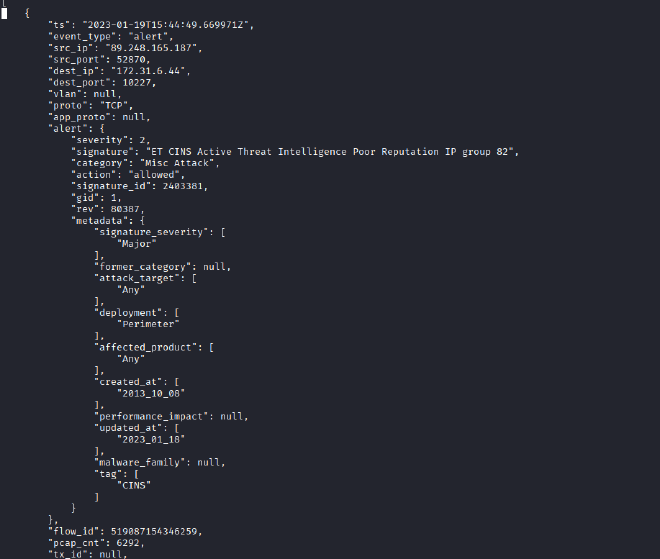 [
{
"ts": "2023-01-19T15:44:49.669971Z",
"event_type": "alert",
"src_ip": "89.248.165.187",
"src_port": 52870,
"dest_ip": "172.31.6.44",
"dest_port": 10227,
"vlan": null,
"proto": "TCP",
"app_proto": null,
"alert": {
"severity": 2,
"signature": "ET CINS Active Threat Intelligence Poor Reputation IP group 82",
"category": "Misc Attack",
"action": "allowed",
"signature_id": 2403381,
"gid": 1,
"rev": 80387,
"metadata": {
"signature_severity": [
"Major"
],
"former_category": null,
"attack_target": [
"Any"
],
"deployment": [
"Perimeter"
],
"affected_product": [
"Any"
],
"created_at": [
"2013_10_08"
],
"performance_impact": null,
"updated_at": [
"2023_01_18"
],
"malware_family": null,
"tag": [
"CINS"
]
}
},
"flow_id": 519087154346259,
"pcap_cnt": 6292,
"tx_id": null,